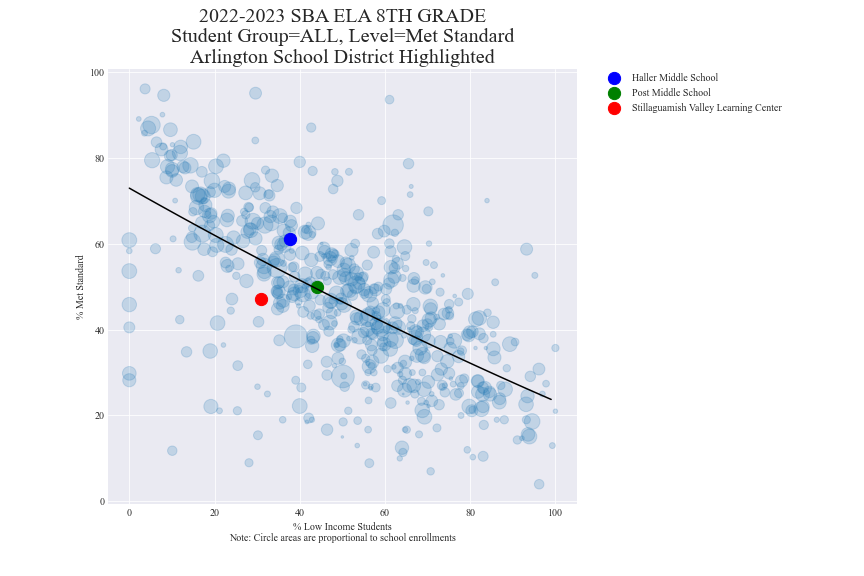 2022-2023 SBA ELA 8TH GRADE
Student Group=ALL, Level=Met Standard
Arlington School District Highlighted
Haller Middle School
Post Middle School
Stillaguamish Valley Learning Center
% Met Standard
100
80
60
40
20
0
0 20 40 60 80 100
% Low Income Students
Note: Circle areas are proportional to school enrollments